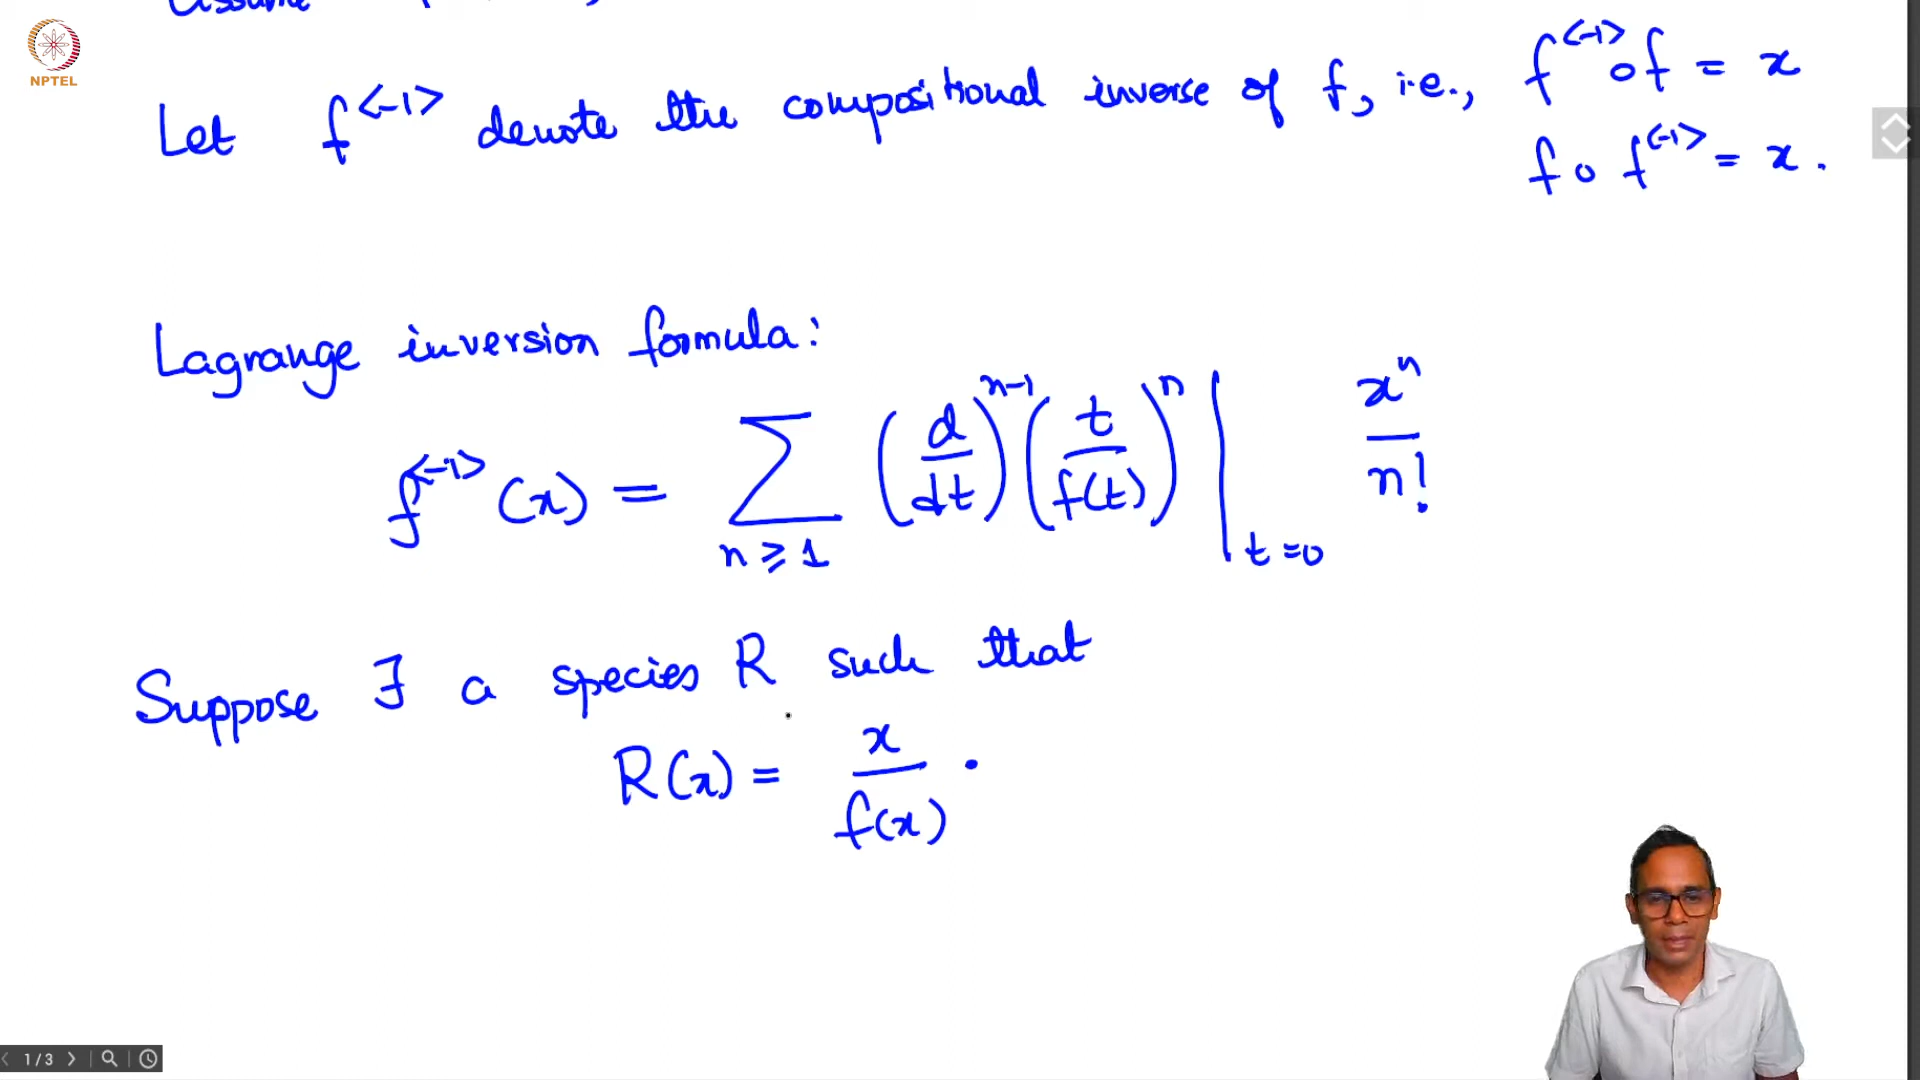 NPTEL
Assume
Let f^<-1> denote the compositional inverse of f, i.e., f^<-1> o f = x
f o f^<-1> = x.
Lagrange inversion formula:
f^<-1>(x) = ∑_{n ≥ 1} (d/dt)^{n-1} (t/f(t))^n |_{t=0} x^n/n!
Suppose ∃ a species R such that
R(x) = x/f(x).
1/3